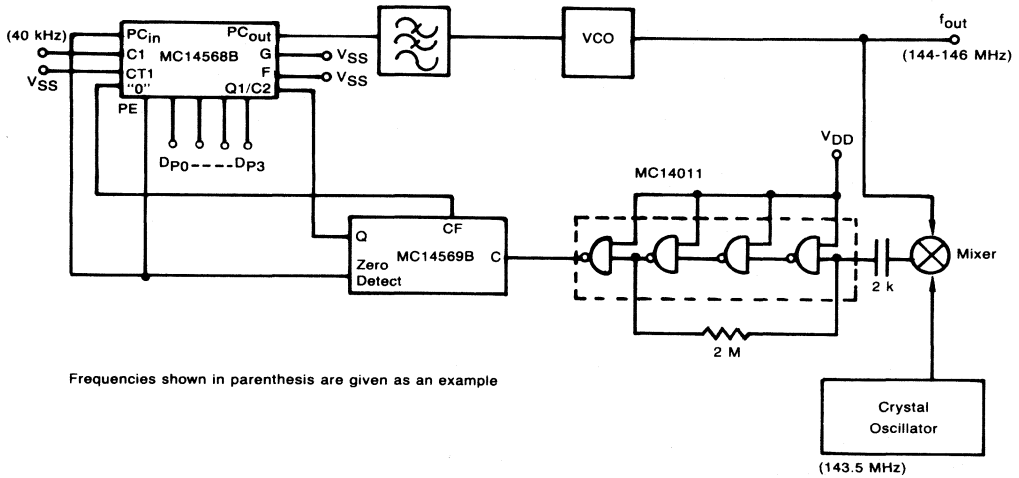 (40 kHz)
PCin
PCout
C1
MC14568B
G
VSS
CT1
F
VSS
VSS
"0"
Q1/C2
PE
DP0----DP3
VCO
fout
(144-146 MHz)
VDD
MC14011
CF
Q
MC14569B
C
Zero
Detect
Mixer
2 k
2 M
Frequencies shown in parenthesis are given as an example
Crystal
Oscillator
(143.5 MHz)